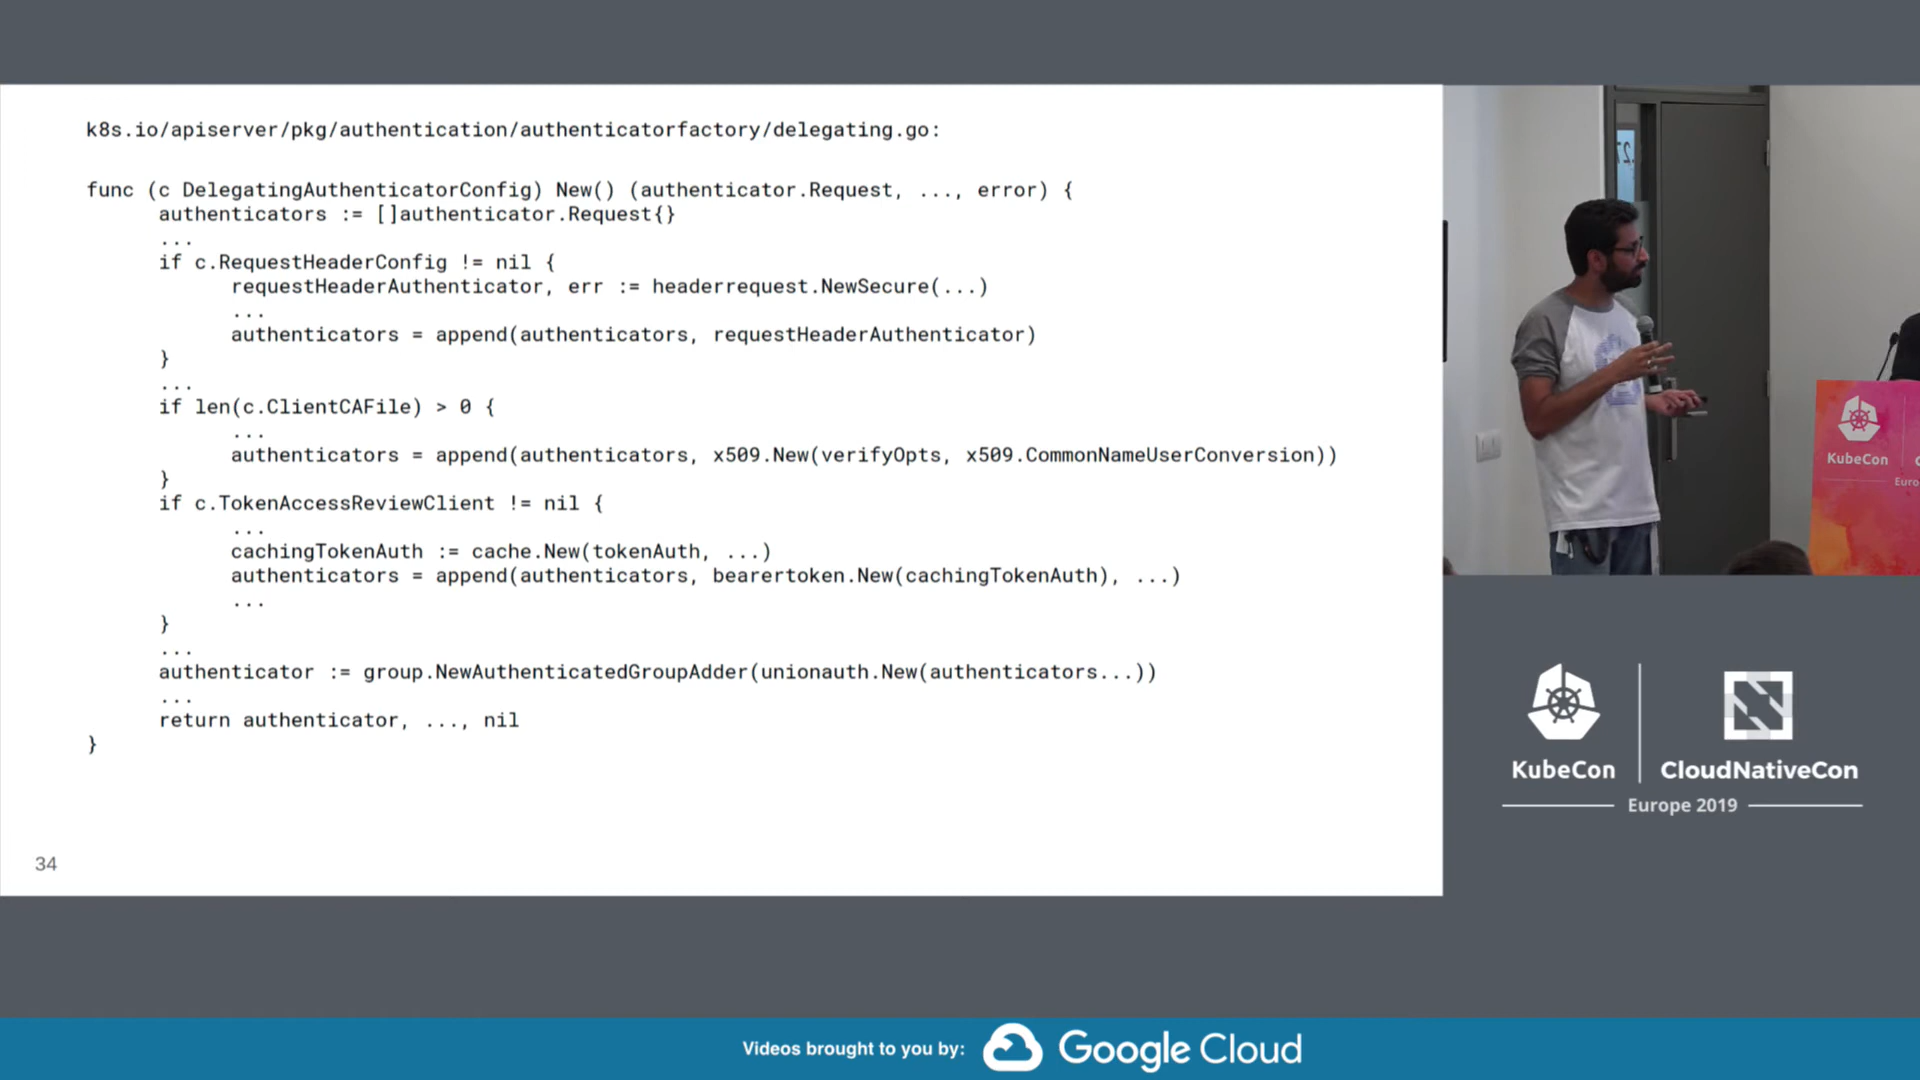 k8s.io/apiserver/pkg/authentication/authenticatorfactory/delegating.go:
func (c DelegatingAuthenticatorConfig) New() (authenticator.Request, ..., error) {
authenticators := []authenticator.Request{}
...
if c.RequestHeaderConfig != nil {
requestHeaderAuthenticator, err := headerrequest.NewSecure(...)
...
authenticators = append(authenticators, requestHeaderAuthenticator)
}
...
if len(c.ClientCAFile) > 0 {
...
authenticators = append(authenticators, x509.New(verifyOpts, x509.CommonNameUserConversion))
}
if c.TokenAccessReviewClient != nil {
...
cachingTokenAuth := cache.New(tokenAuth, ...)
authenticators = append(authenticators, bearertoken.New(cachingTokenAuth), ...)
...
}
...
authenticator := group.NewAuthenticatedGroupAdder(unionauth.New(authenticators...))
...
return authenticator, ..., nil
}
34
KubeCon
Euro
KubeCon
CloudNativeCon
Europe 2019
Videos brought to you by:
Google Cloud